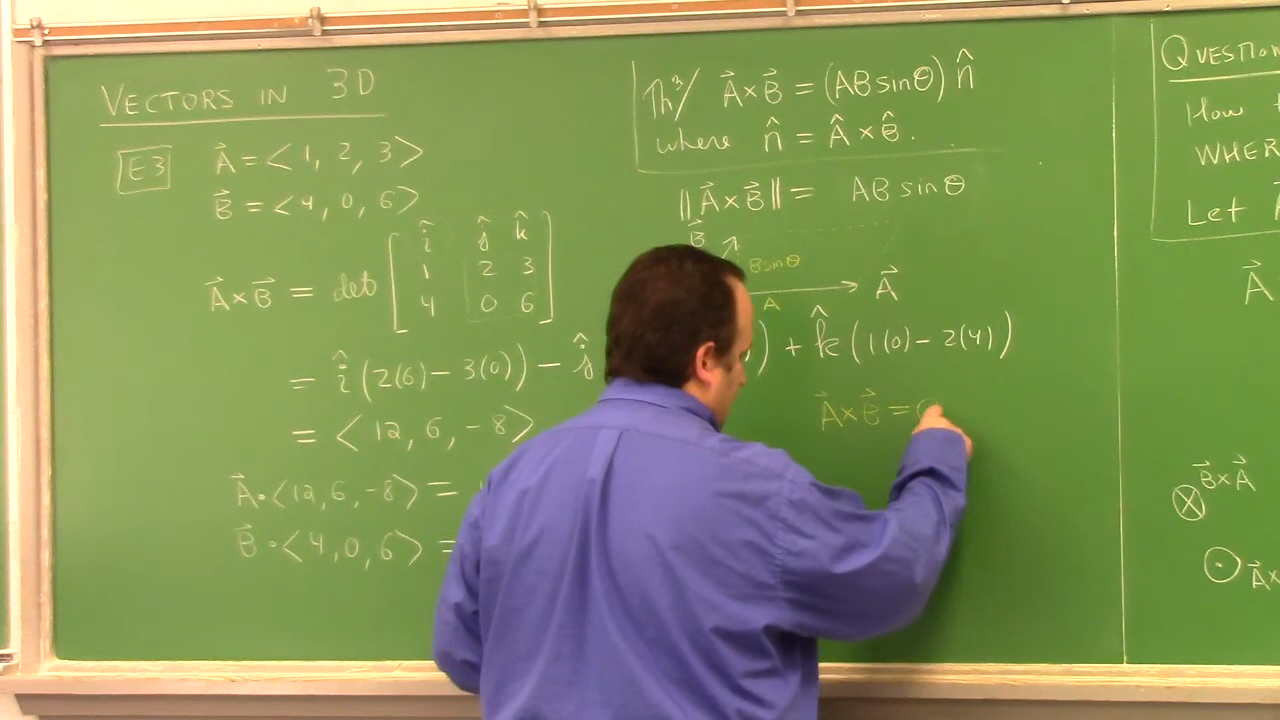 VECTORS IN 3D
E3 A⃗ = < 1, 2, 3 >
B⃗ = < 4, 0, 6 >
A⃗ × B⃗ = det [ î ĵ k̂
1 2 3
4 0 6 ]
= î (2(6) - 3(0)) - ĵ ) + k̂ (1(0) - 2(4))
= < 12, 6, -8 >
A⃗ • < 12, 6, -8 > =
B⃗ • < 4, 0, 6 > =
Th³/ A⃗ × B⃗ = (AB sin θ) n̂
where n̂ = Â × B̂.
‖A⃗ × B⃗‖ = AB sin θ
B⃗
B sin θ
A
A⃗
A⃗ × B⃗ =
QUESTION
How
WHER
Let
A⃗
B⃗ × A⃗
A⃗ ×